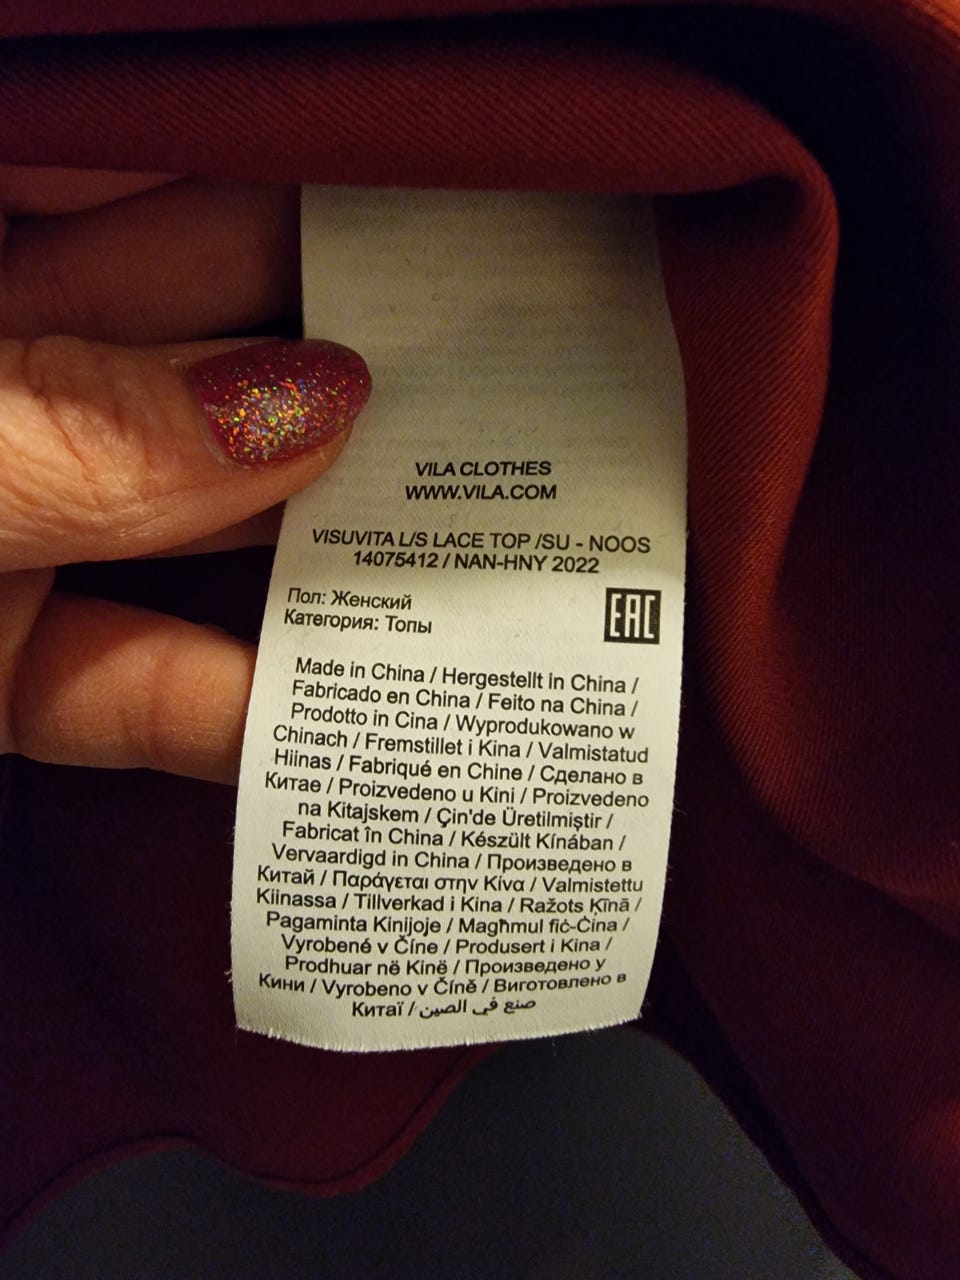 VILA CLOTHES
WWW.VILA.COM
VISUVITA L/S LACE TOP /SU - NOOS
14075412 / NAN-HNY 2022
Пол: Женский
Категория: Топы
EAC
Made in China / Hergestellt in China /
Fabricado en China / Feito na China /
Prodotto in Cina / Wyprodukowano w
Chinach / Fremstillet i Kina / Valmistatud
Hiinas / Fabriqué en Chine / Сделано в
Китае / Proizvedeno u Kini / Proizvedeno
na Kitajskem / Çin'de Üretilmiştir /
Fabricat în China / Készült Kínában /
Vervaardigd in China / Произведено в
Китай / Παράγεται στην Κίνα / Valmistettu
Kiinassa / Tillverkad i Kina / Ražots Ķīnā /
Pagaminta Kinijoje / Magħmul fiċ-Ċina /
Vyrobené v Číne / Produsert i Kina /
Prodhuar në Kinë / Произведено у
Кини / Vyrobeno v Číně / Виготовлено в
Китаї / صنع في الصين